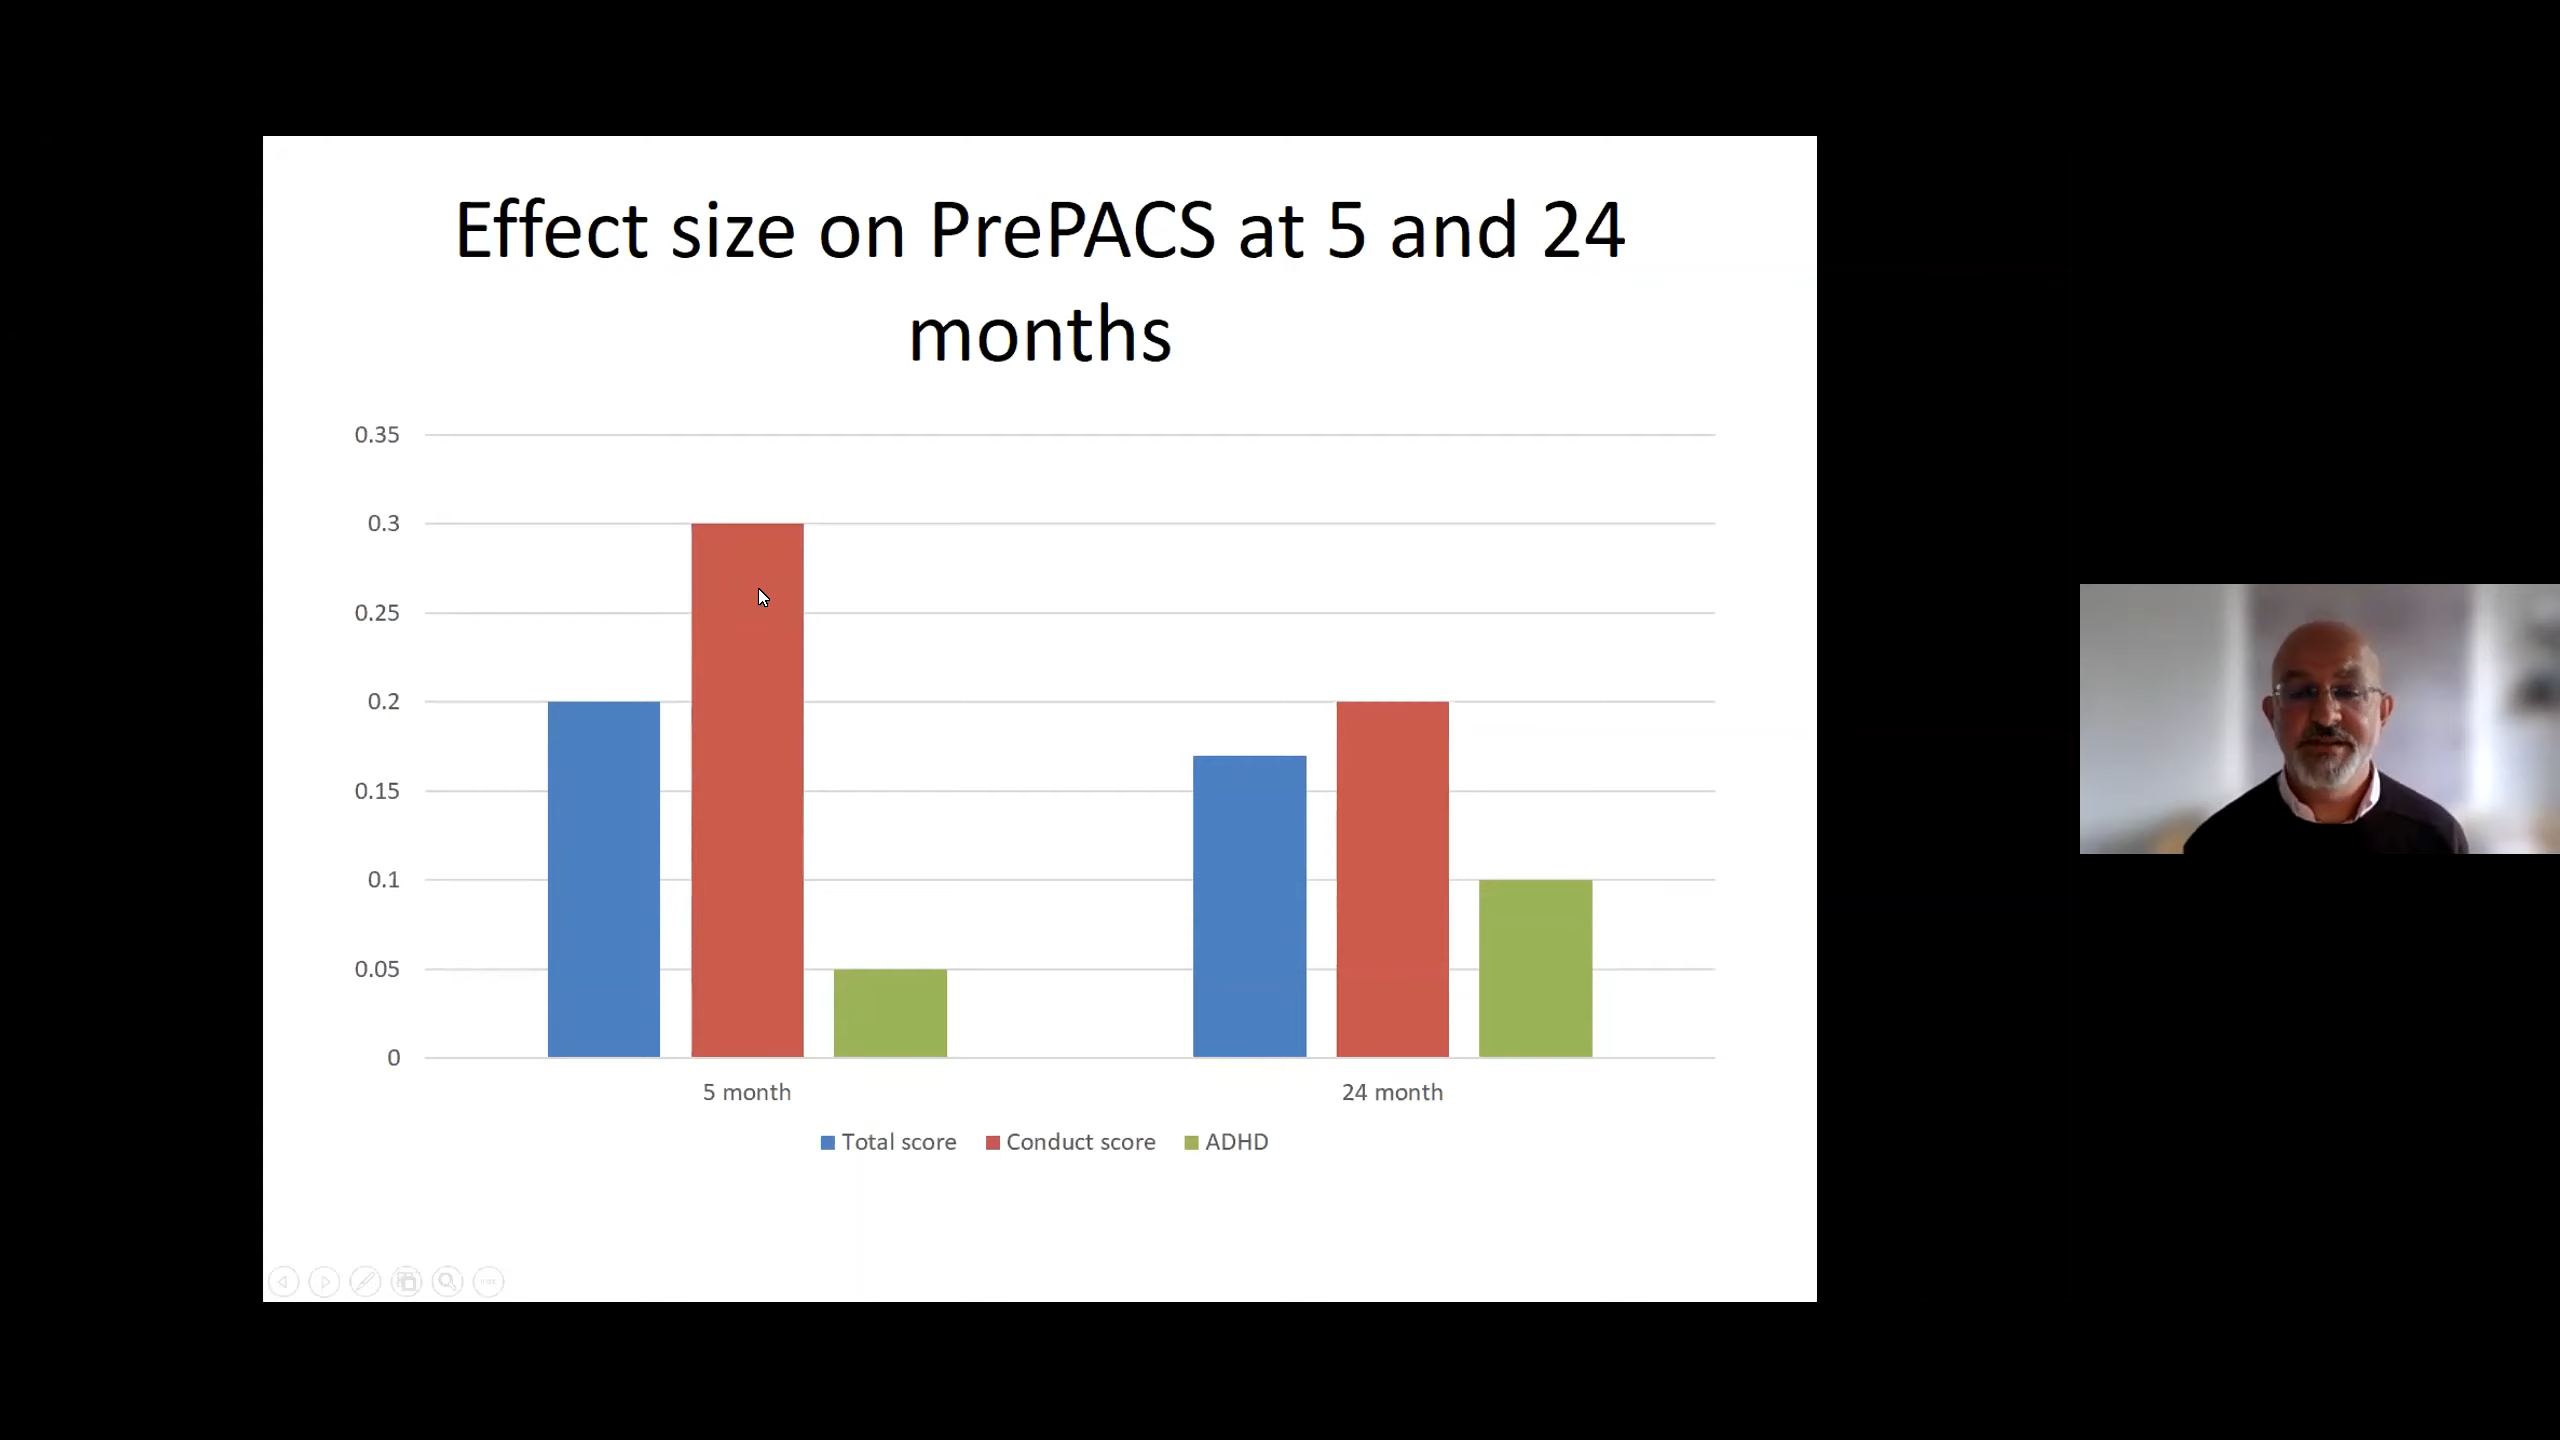 Effect size on PrePACS at 5 and 24
months
0.35
0.3
0.25
0.2
0.15
0.1
0.05
0
5 month 24 month
Total score Conduct score ADHD